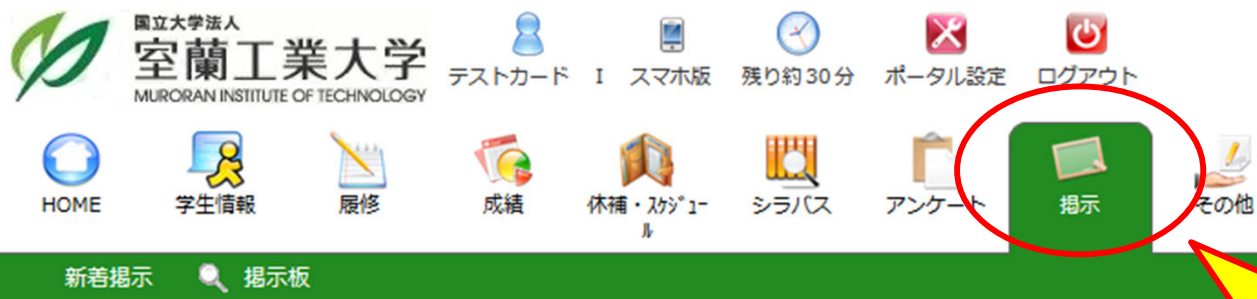 国立大学法人
室蘭工業大学
MURORAN INSTITUTE OF TECHNOLOGY
テストカード I スマホ版 残り約30分 ポータル設定 ログアウト
HOME 学生情報 履修 成績 休補・ｽｹｼﾞｭｰ
ﾙ シラバス アンケート 掲示 その他
新着掲示 掲示板